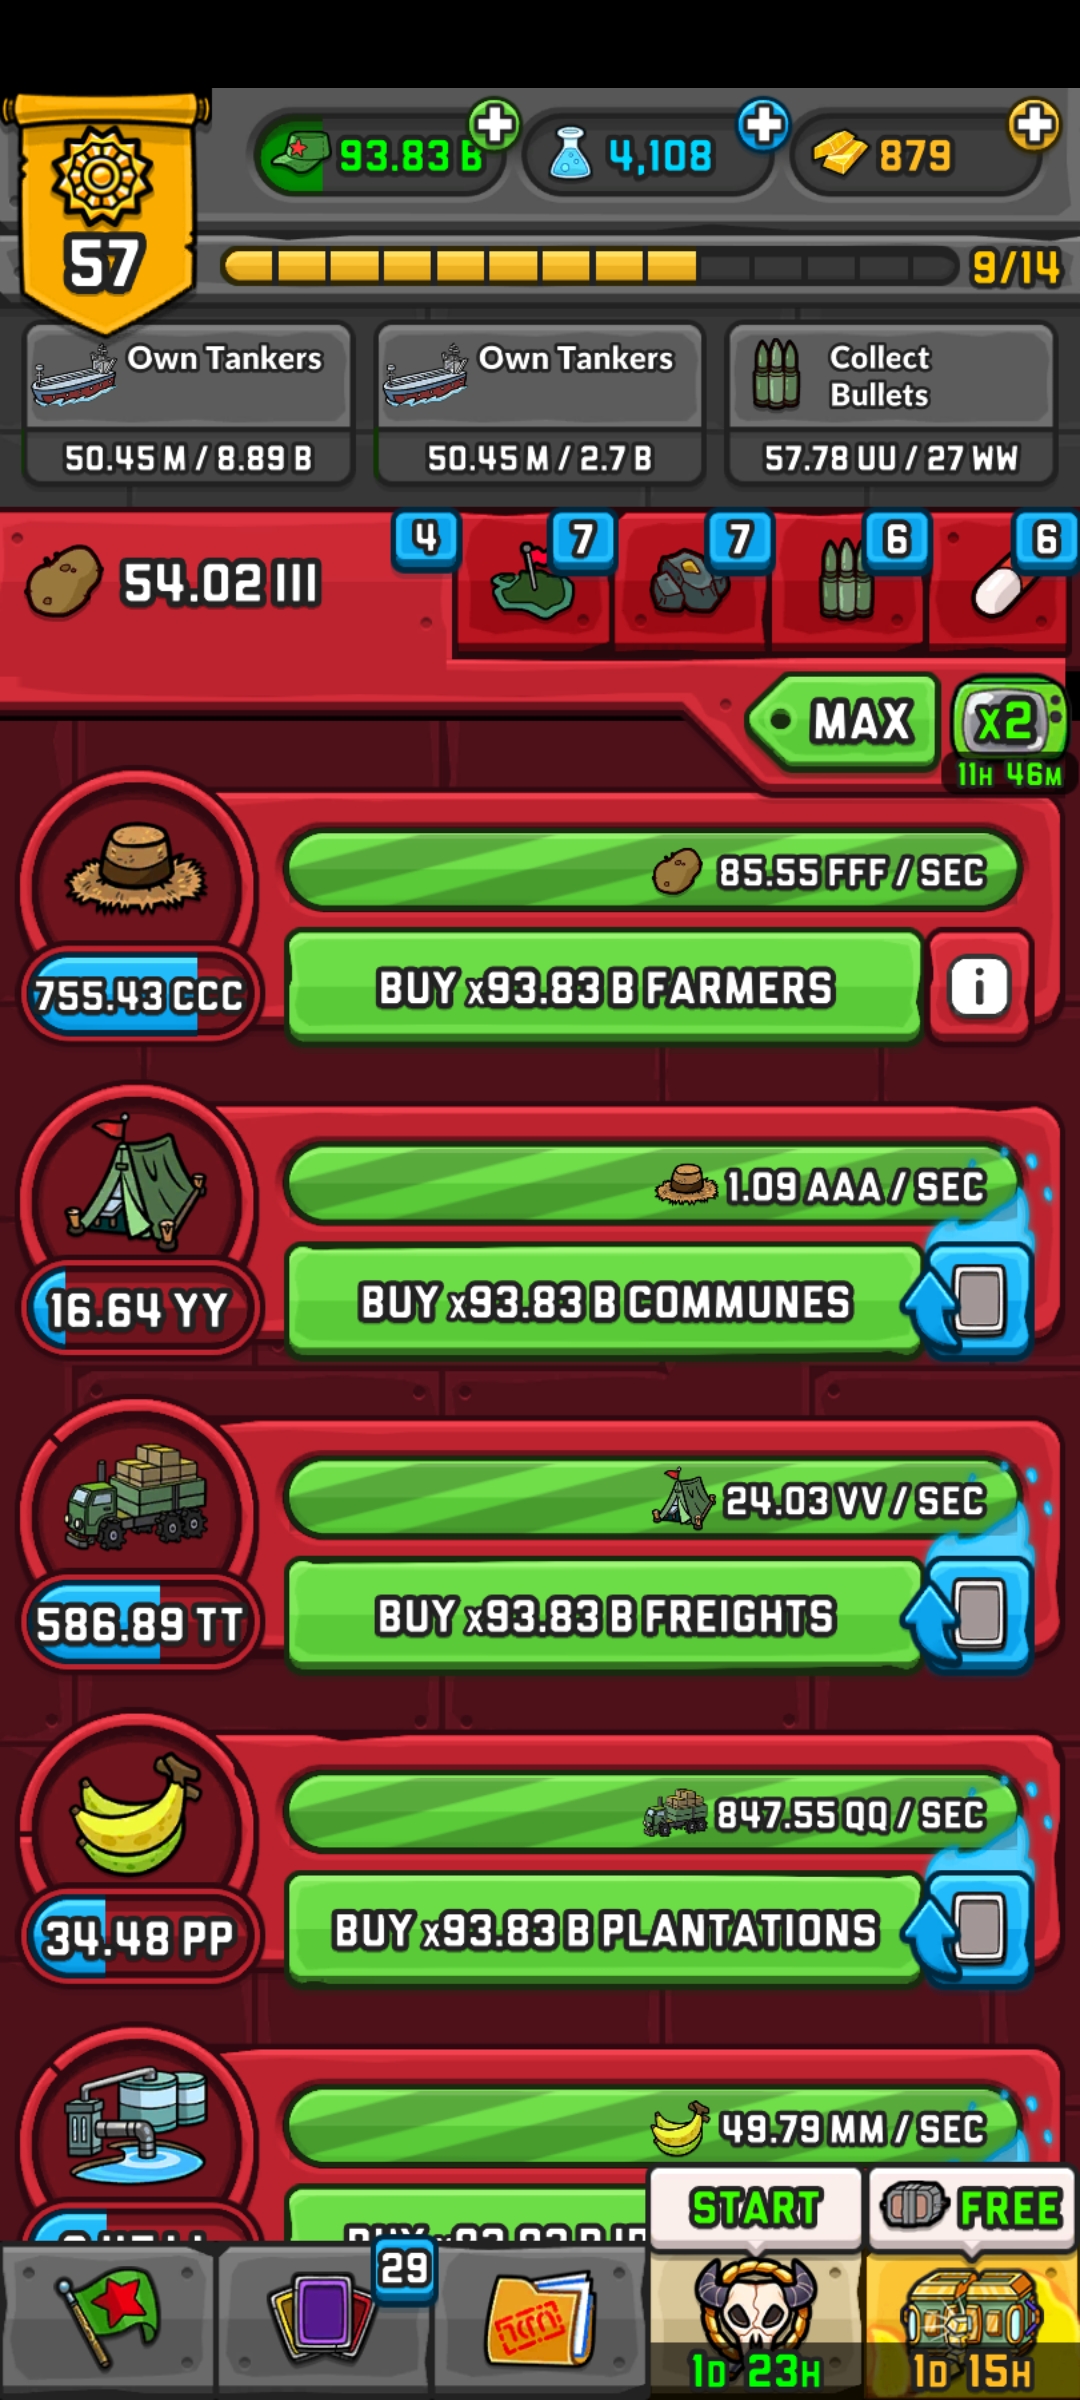 93.83 B
4,108
879
57
9/14
Own Tankers
50.45 M / 8.89 B
Own Tankers
50.45 M / 2.7 B
Collect
Bullets
57.78 UU / 27 WW
54.02 III
4
7
7
6
6
MAX
x2
11H 46M
85.55 FFF / SEC
755.43 CCC
BUY x93.83 B FARMERS
i
1.09 AAA / SEC
16.64 YY
BUY x93.83 B COMMUNES
24.03 VV / SEC
586.89 TT
BUY x93.83 B FREIGHTS
847.55 QQ / SEC
34.48 PP
BUY x93.83 B PLANTATIONS
49.79 MM / SEC
START
FREE
29
1D 23H
1D 15H